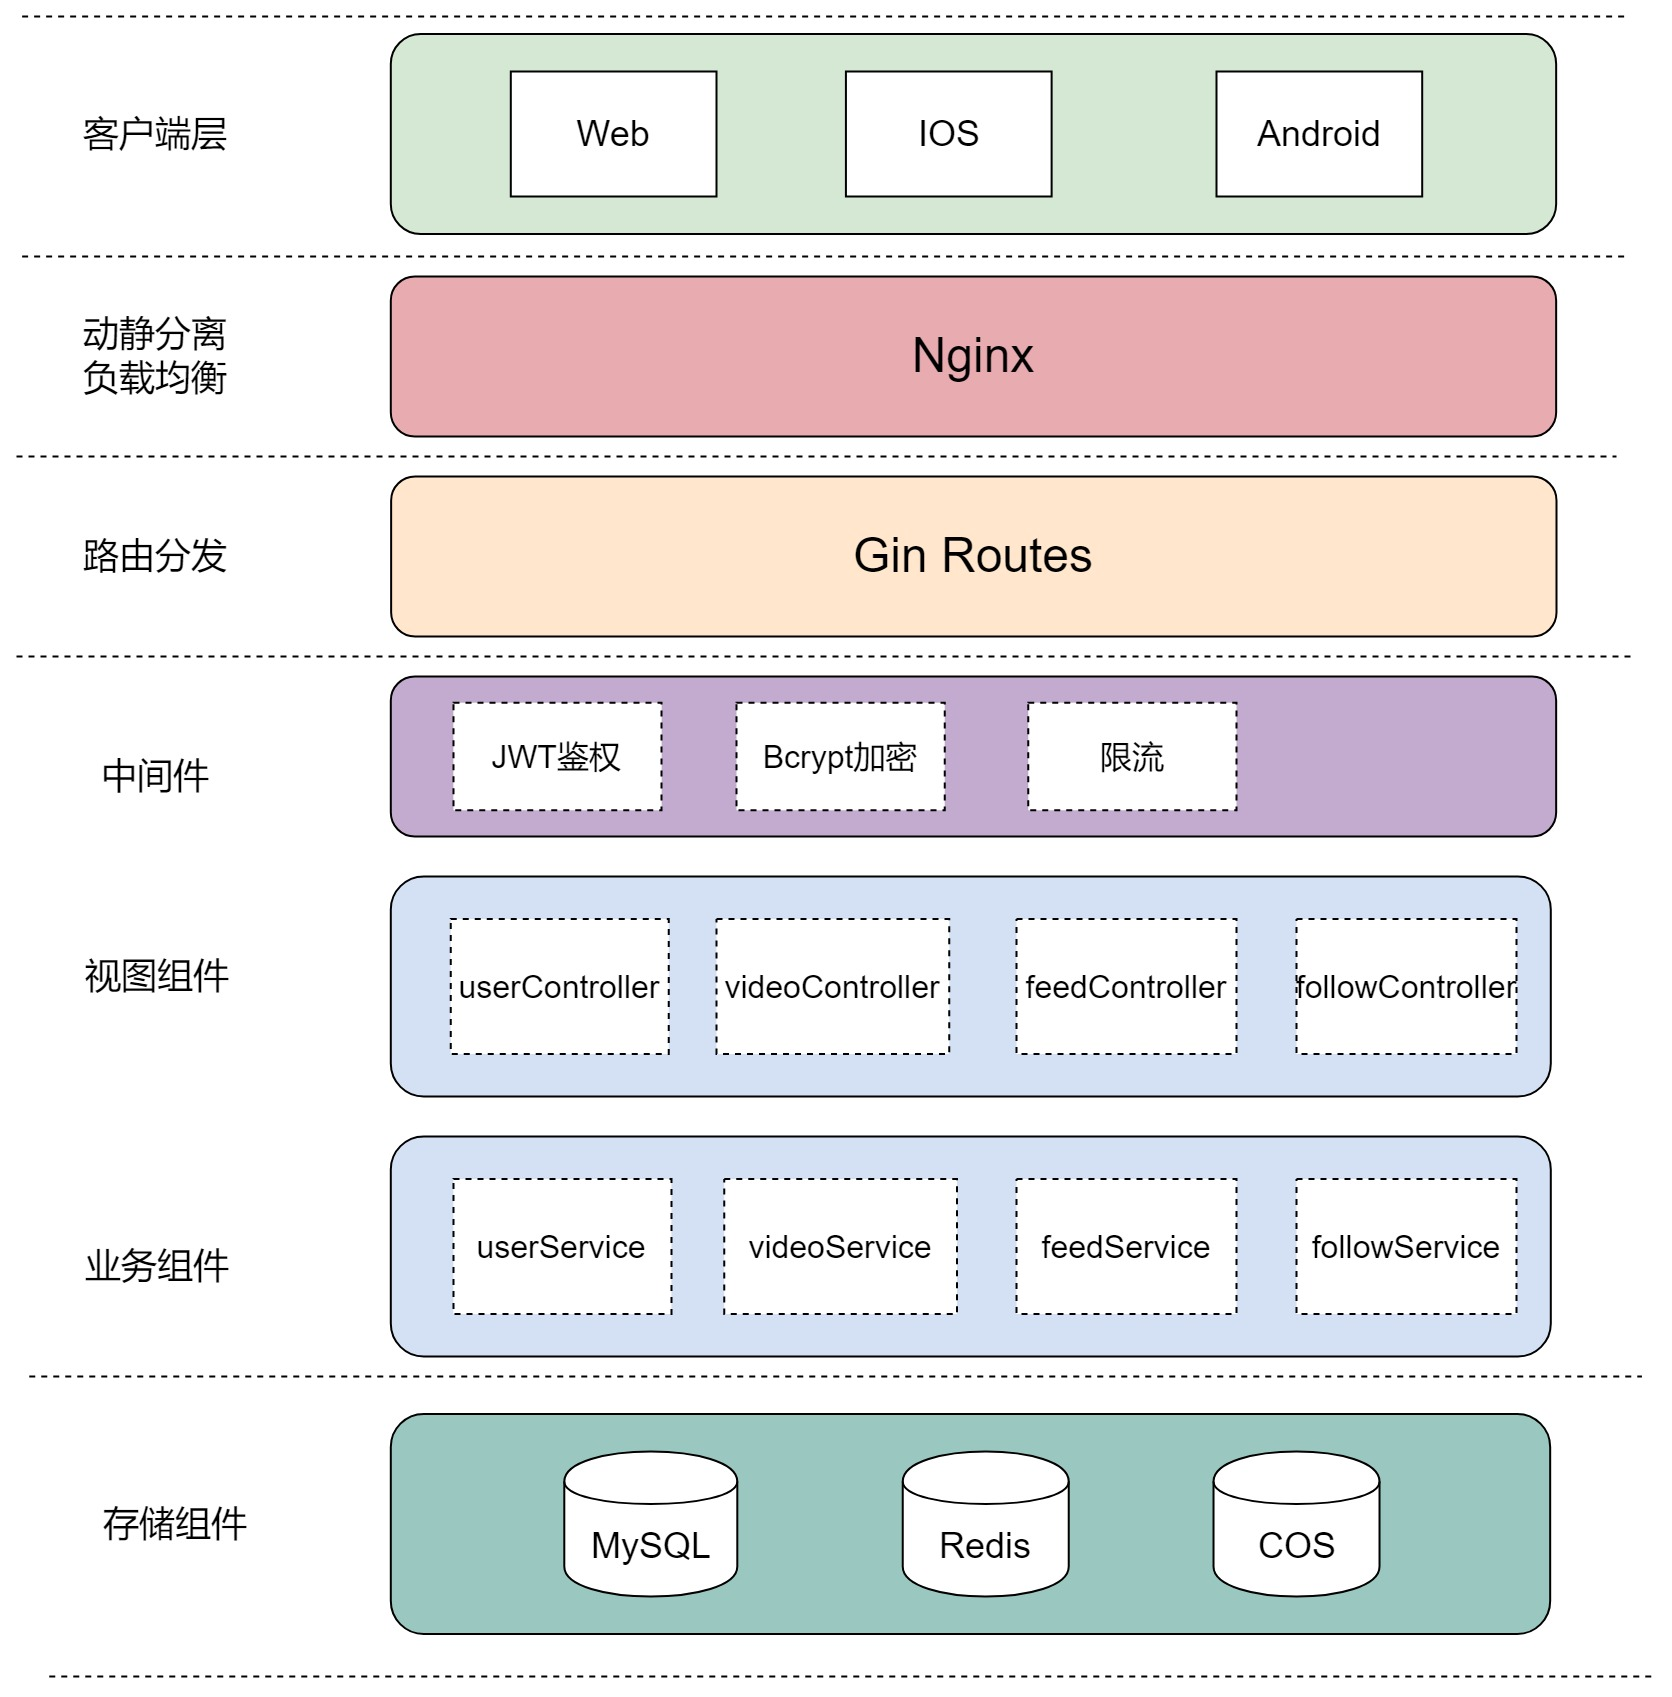 客户端层
Web
IOS
Android
动静分离
负载均衡
Nginx
路由分发
Gin Routes
中间件
JWT鉴权
Bcrypt加密
限流
视图组件
userController
videoController
feedController
followController
业务组件
userService
videoService
feedService
followService
存储组件
MySQL
Redis
COS